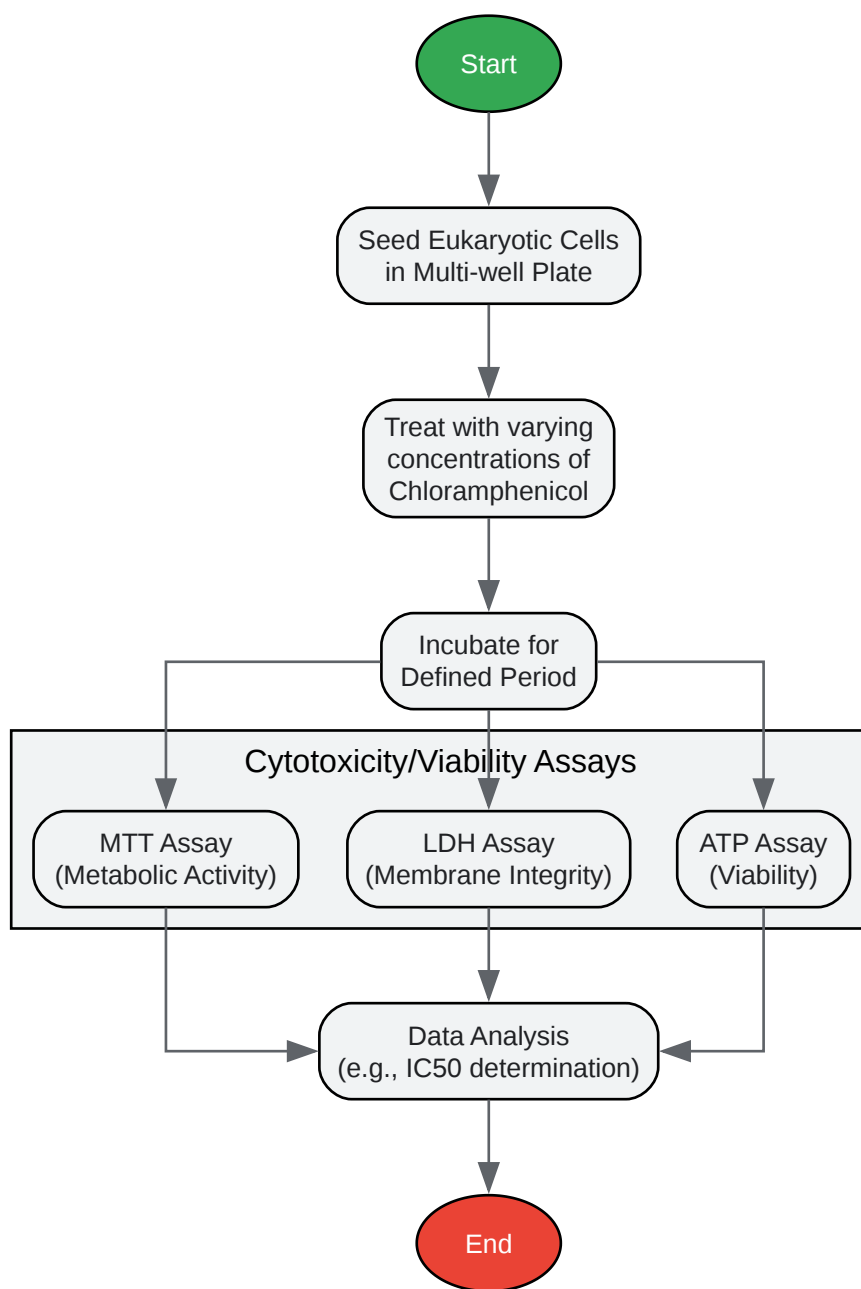 Start
Seed Eukaryotic Cells
in Multi-well Plate
Treat with varying
concentrations of
Chloramphenicol
Incubate for
Defined Period
Cytotoxicity/Viability Assays
MTT Assay
(Metabolic Activity)
LDH Assay
(Membrane Integrity)
ATP Assay
(Viability)
Data Analysis
(e.g., IC50 determination)
End